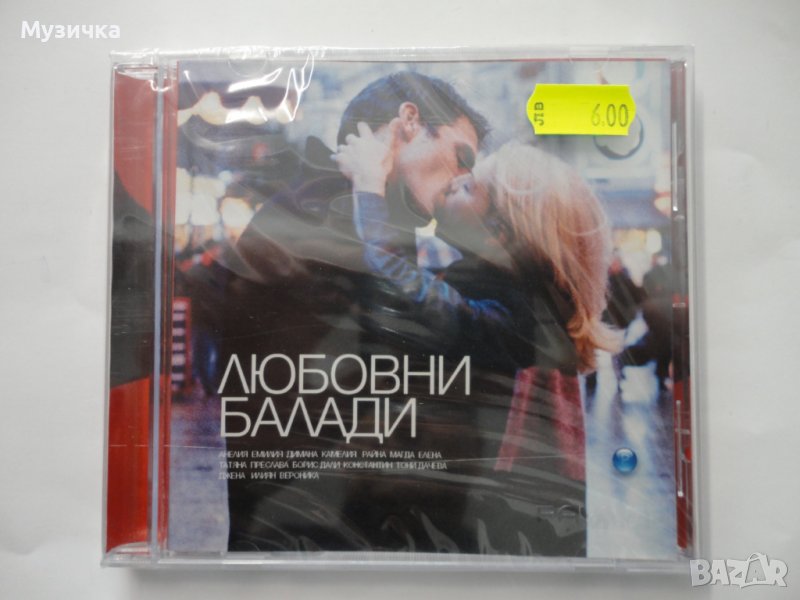 Музичка
ЛВ 6,00
ЛЮБОВНИ
БАЛАДИ
АНЕЛИЯ ЕМИЛИЯ ДИМАНА КАМЕЛИЯ РАЙНА МАГДА ЕЛЕНА
ТАТЯНА ПРЕСЛАВА БОРИС ДАЛИ КОНСТАНТИН ТОНИ ДАЧЕВА
ДЖЕНА ИЛИЯН ВЕРОНИКА
BAZAR